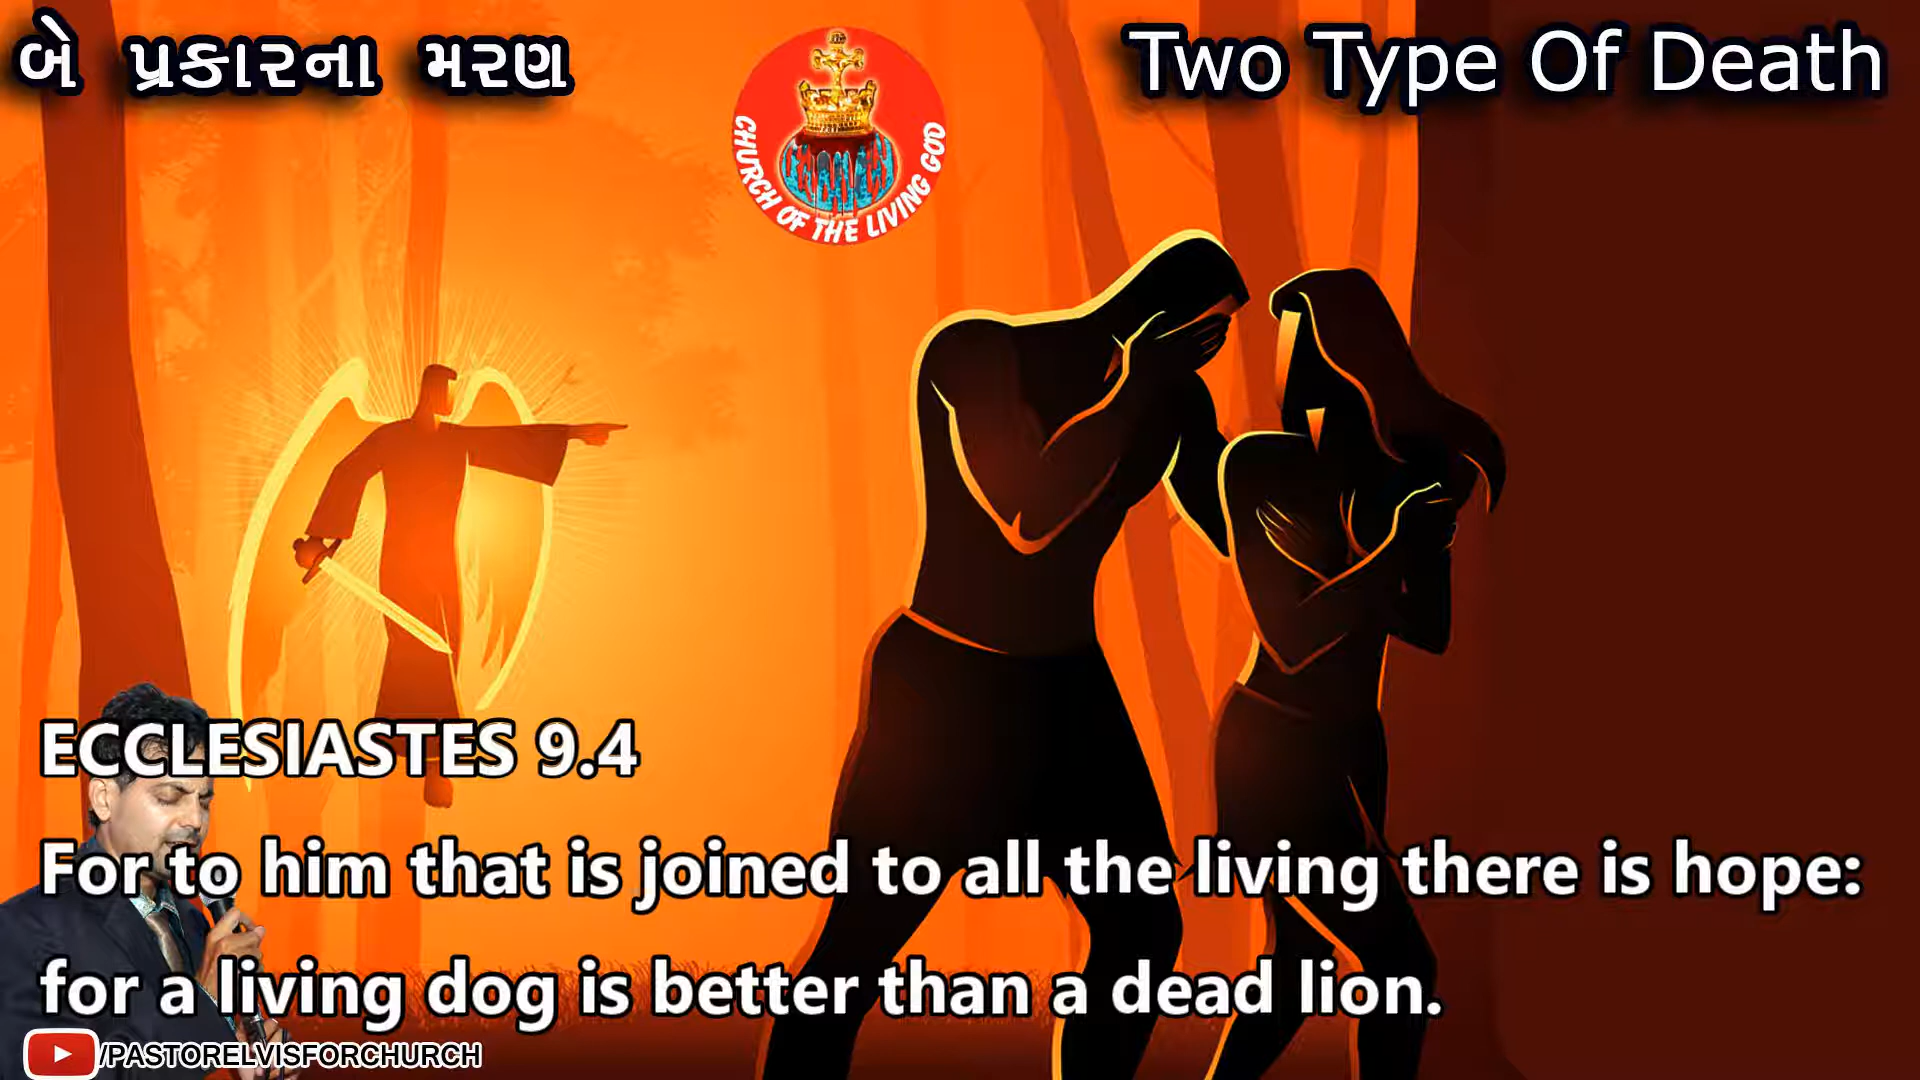 બે પ્રકારના મરણ
Two Type Of Death
CHURCH OF THE LIVING GOD
ECCLESIASTES 9.4
For to him that is joined to all the living there is hope:
for a living dog is better than a dead lion.
/PASTORELVISFORCHURCH